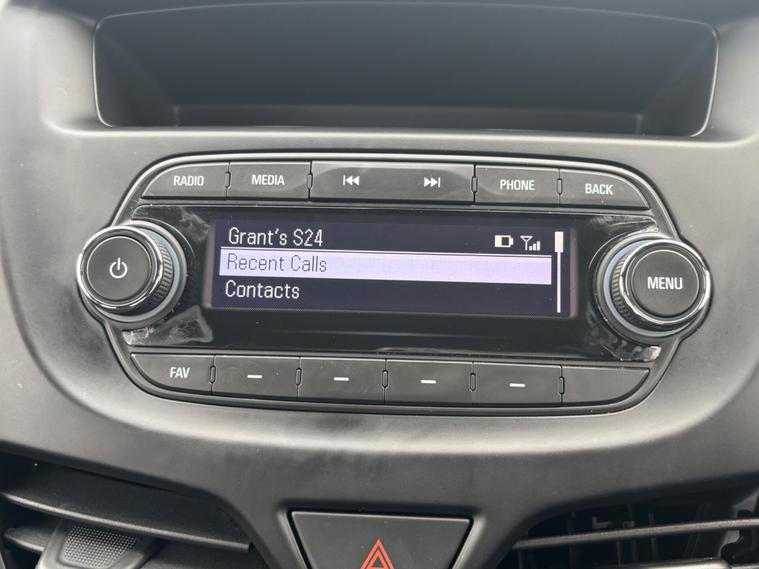 RADIO MEDIA PHONE BACK
Grant's S24
Recent Calls
Contacts
MENU
FAV